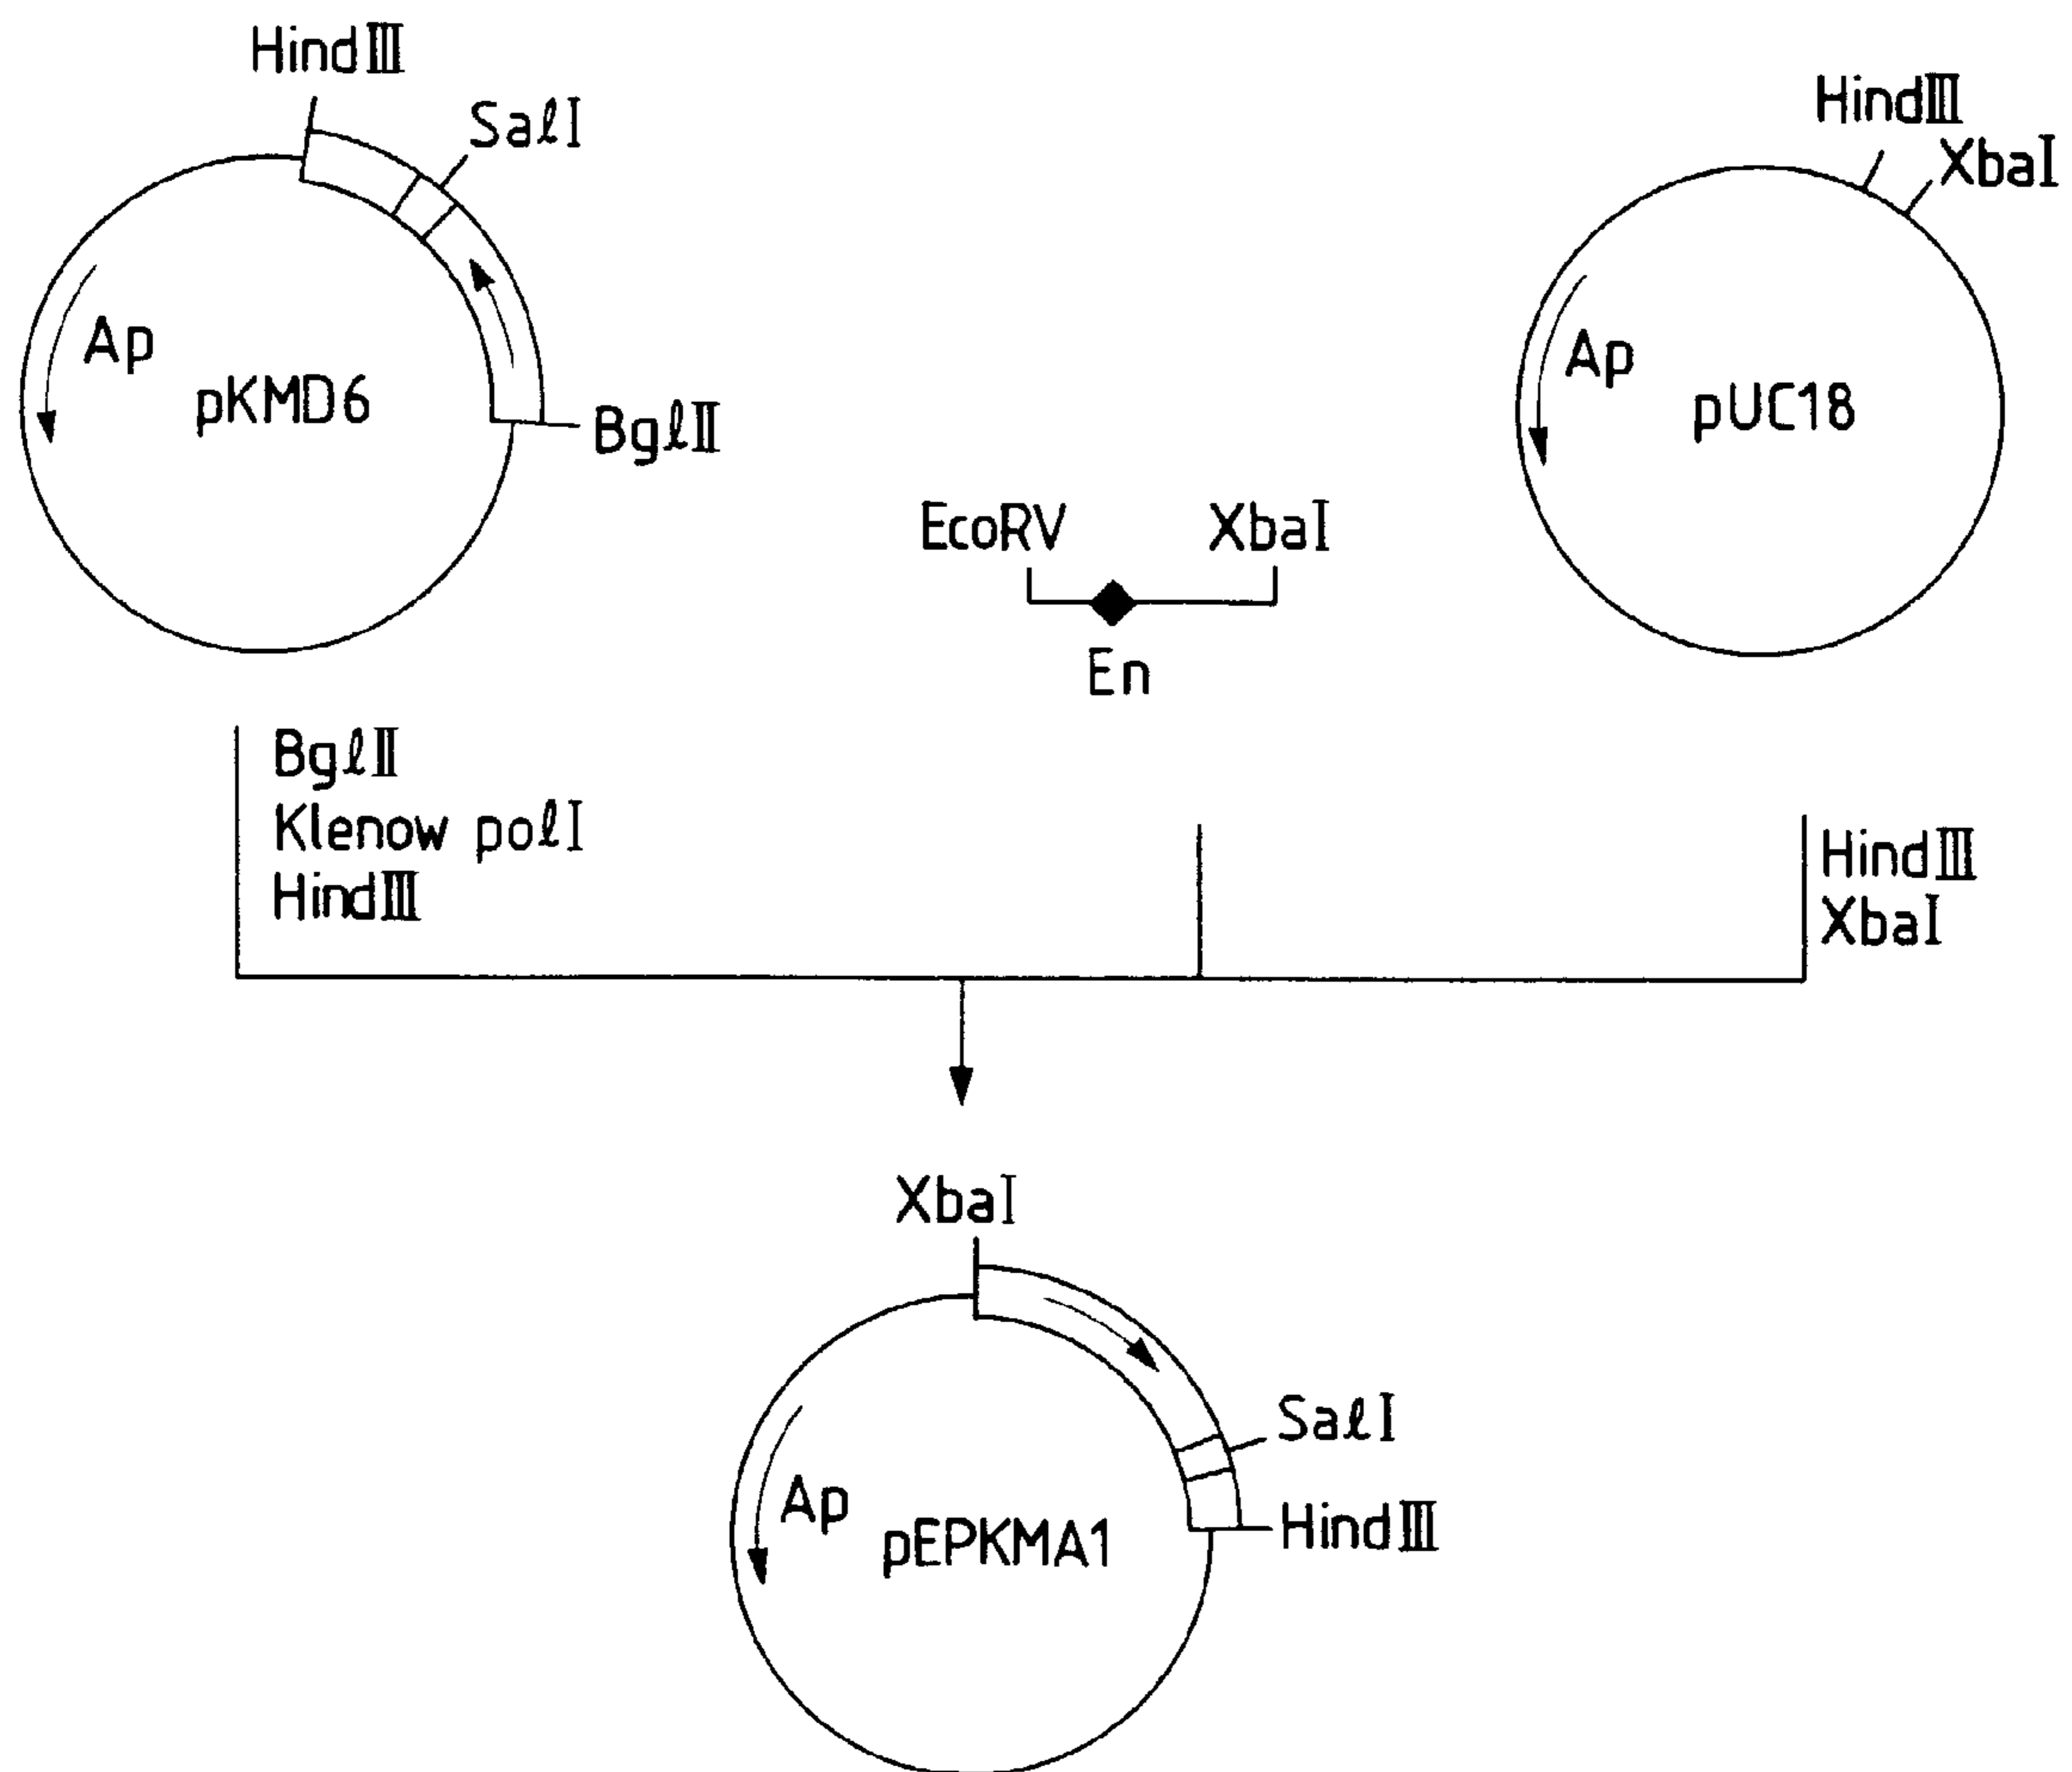 HindⅢ
SalI
Ap
pKMD6
BglⅡ
HindⅢ
XbaI
Ap
pUC18
EcoRV
XbaI
En
BglⅡ
Klenow polI
HindⅢ
HindⅢ
XbaI
XbaI
SalI
Ap
pEPKMA1
HindⅢ